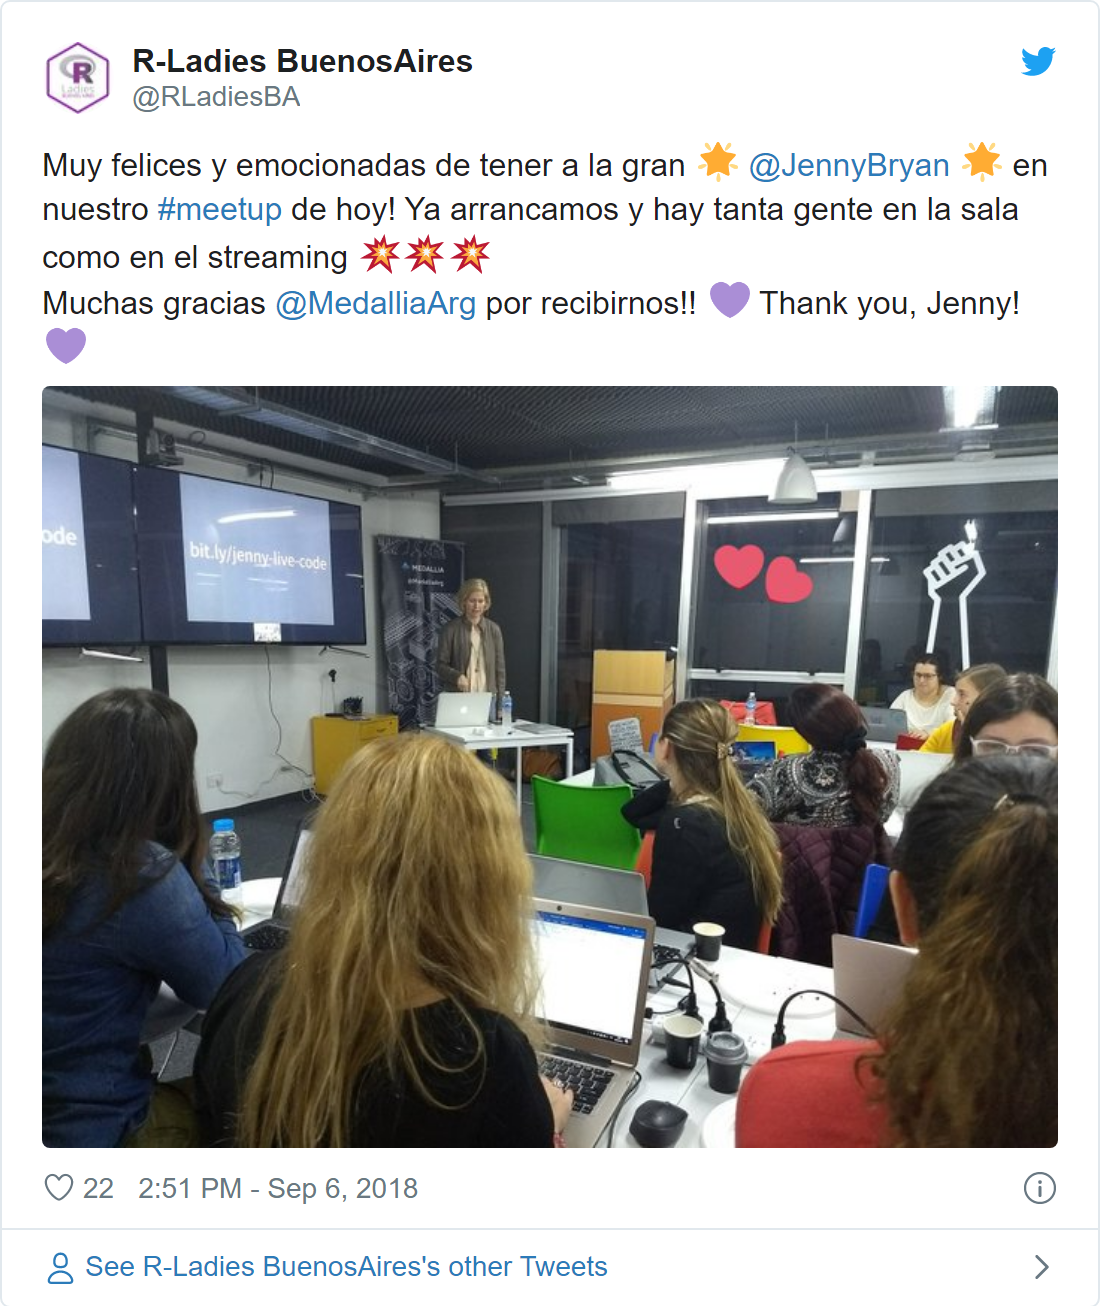 R-Ladies BuenosAires
@RLadiesBA
Muy felices y emocionadas de tener a la gran 🌟 @JennyBryan 🌟 en
nuestro #meetup de hoy! Ya arrancamos y hay tanta gente en la sala
como en el streaming 💥💥💥
Muchas gracias @MedalliaArg por recibirnos!! 💜 Thank you, Jenny!
💜
ode
bit.ly/jenny-live-code
MEDALLIA
@MedalliaArg
22 2:51 PM - Sep 6, 2018
See R-Ladies BuenosAires's other Tweets